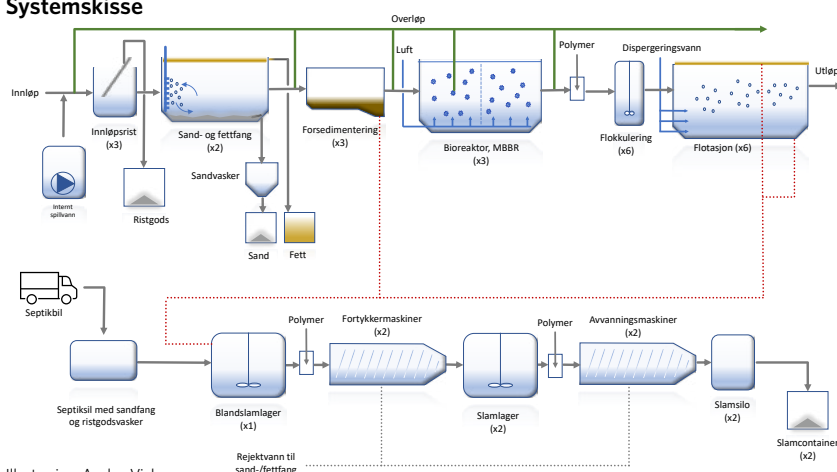 Systemskisse
Overløp
Luft
Polymer
Dispergeringsvann
Innløp
Utløp
Innløpsrist
(x3)
Sand- og fettfang
(x2)
Forsedimentering
(x3)
Bioreaktor, MBBR
(x3)
Flokkulering
(x6)
Flotasjon (x6)
Internt
spillvann
Sandvasker
Ristgods
Sand
Fett
Septikbil
Polymer
Fortykkermaskiner
(x2)
Polymer
Avvanningsmaskiner
(x2)
Septiksil med sandfang
og ristgodsvasker
Blandslamlager
(x1)
Slamlager
(x2)
Slamsilo
(x2)
Slamcontainer
(x2)
Rejektvann til
sand-/fettfang